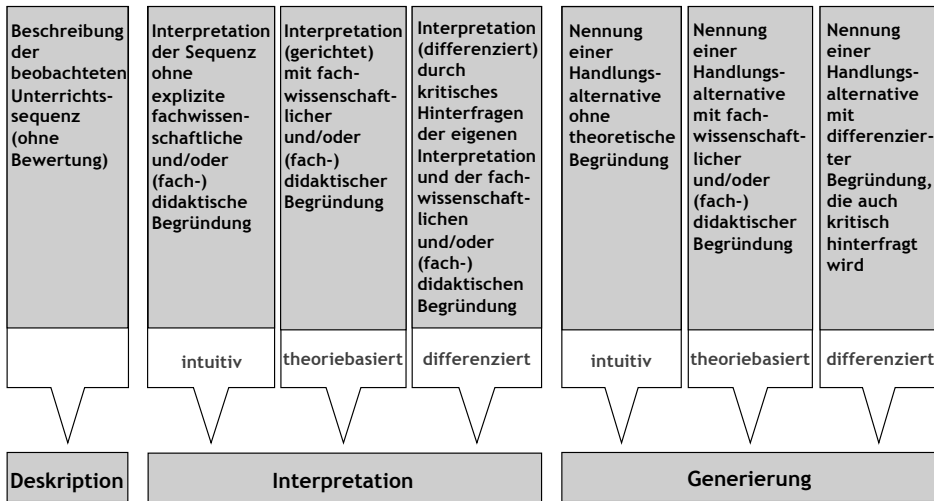 Beschreibung
der
beobachteten
Unterrichts-
sequenz
(ohne
Bewertung)
Interpretation
der Sequenz
ohne
explizite
fachwissen-
schaftliche
und/oder
(fach-)
didaktische
Begründung
Interpretation
(gerichtet)
mit fach-
wissenschaft-
licher
und/oder
(fach-)
didaktischer
Begründung
Interpretation
(differenziert)
durch
kritisches
Hinterfragen
der eigenen
Interpretation
und der fach-
wissenschaft-
lichen
und/oder
(fach-)
didaktischen
Begründung
Nennung
einer
Handlungs-
alternative
ohne
theoretische
Begründung
Nennung
einer
Handlungs-
alternative
mit fach-
wissenschaft-
licher
und/oder
(fach-)
didaktischer
Begründung
Nennung
einer
Handlungs-
alternative
mit
differenzier-
ter
Begründung,
die auch
kritisch
hinterfragt
wird
intuitiv
theoriebasiert
differenziert
intuitiv
theoriebasiert
differenziert
Deskription
Interpretation
Generierung